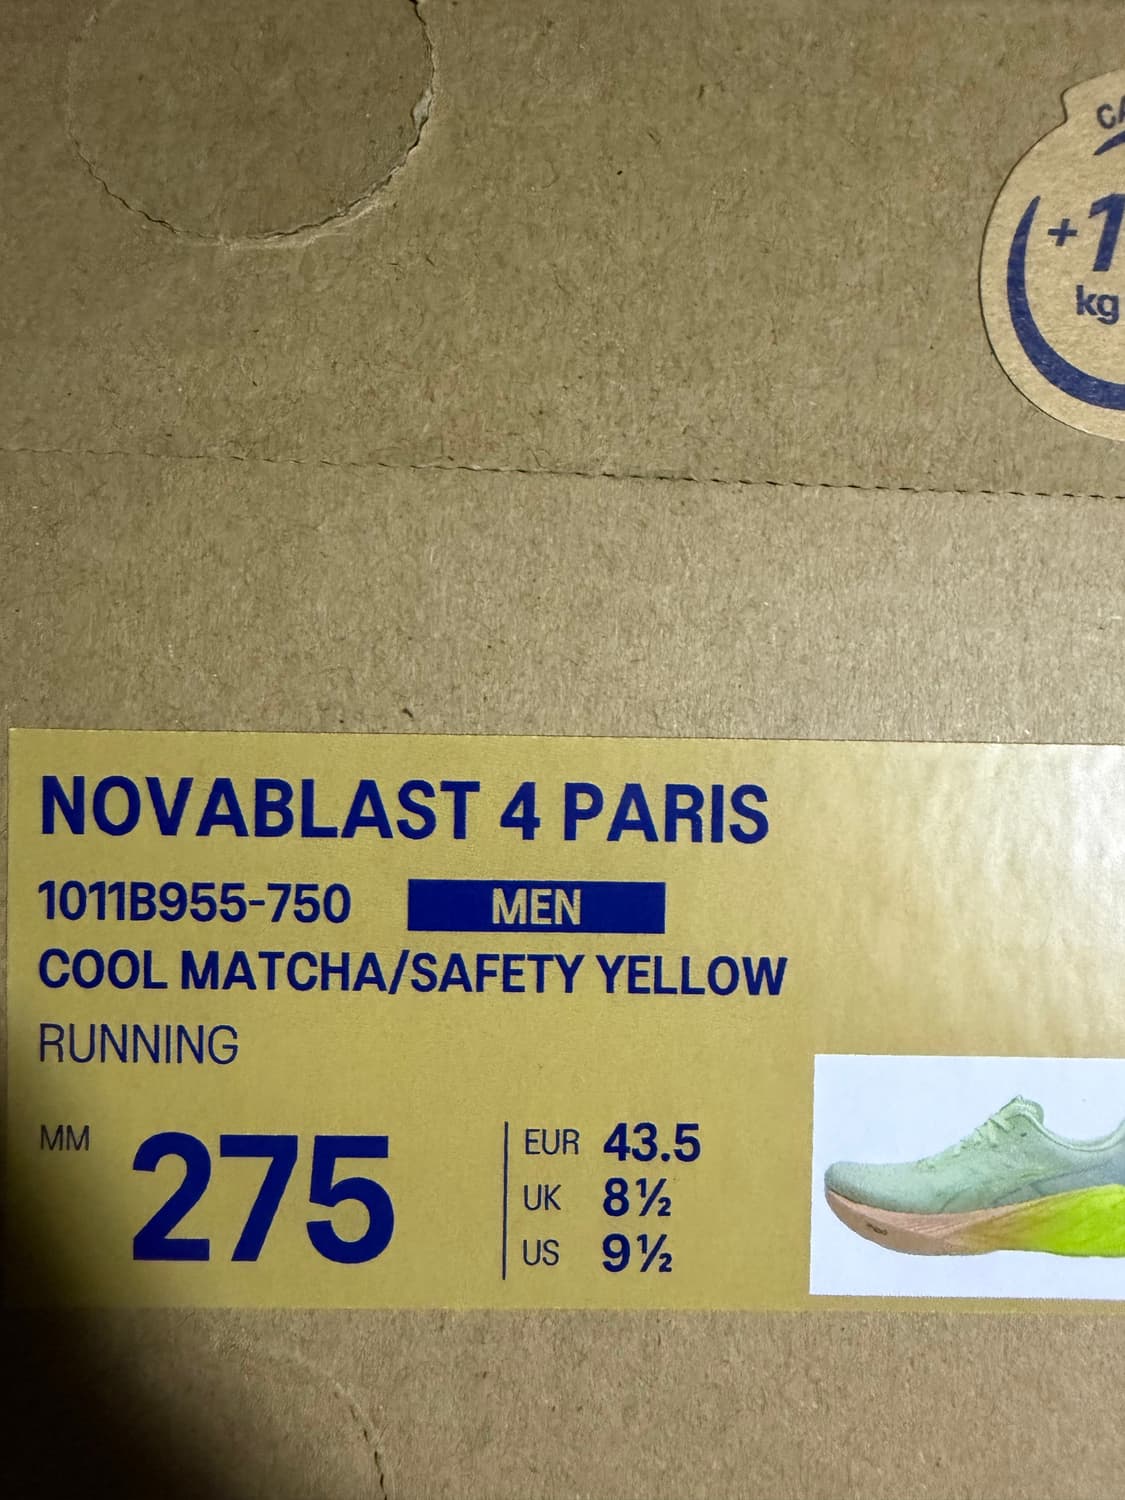 +1
kg
NOVABLAST 4 PARIS
1011B955-750 MEN
COOL MATCHA/SAFETY YELLOW
RUNNING
MM 275
EUR 43.5
UK 8½
US 9½